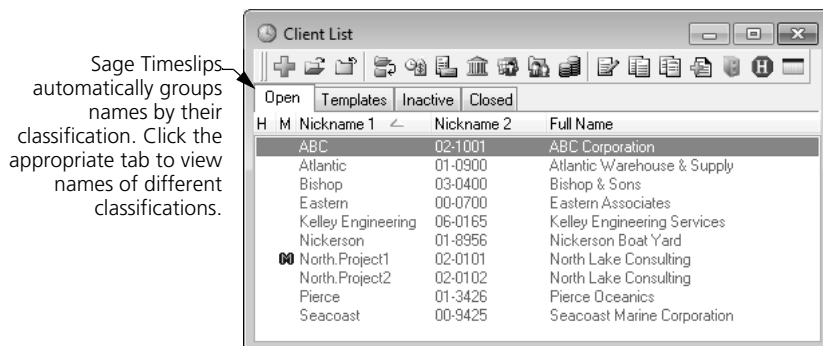 Sage Timeslips
automatically groups
names by their
classification. Click the
appropriate tab to view
names of different
classifications.
Client List
Open Templates Inactive Closed
H M Nickname 1 Nickname 2 Full Name
ABC 02-1001 ABC Corporation
Atlantic 01-0900 Atlantic Warehouse & Supply
Bishop 03-0400 Bishop & Sons
Eastern 00-0700 Eastern Associates
Kelley Engineering 06-0165 Kelley Engineering Services
Nickerson 01-8956 Nickerson Boat Yard
North.Project1 02-0101 North Lake Consulting
North.Project2 02-0102 North Lake Consulting
Pierce 01-3426 Pierce Oceanics
Seacoast 00-9425 Seacoast Marine Corporation